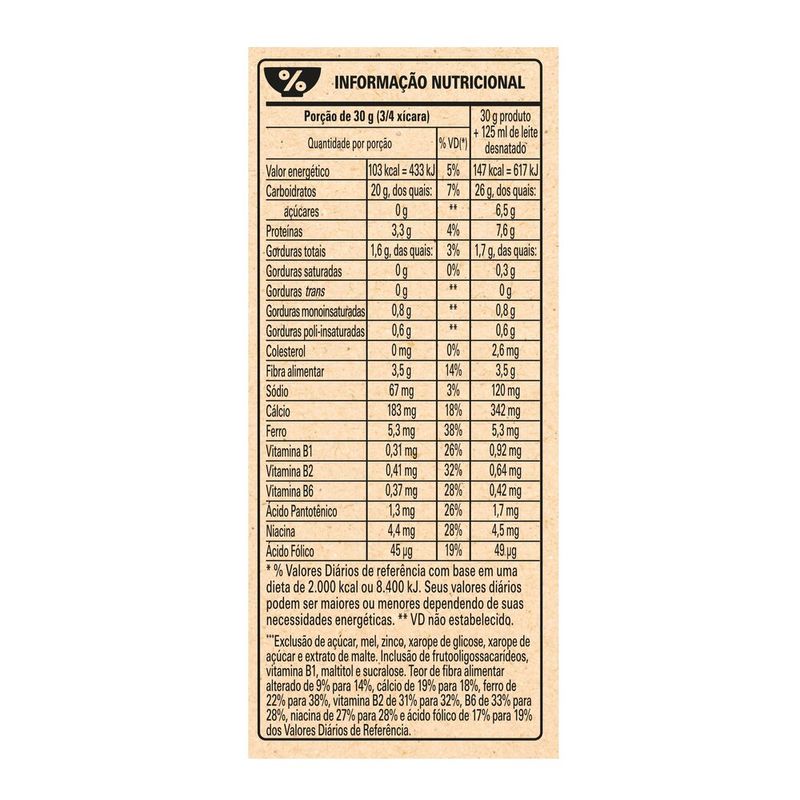 %
INFORMAÇÃO NUTRICIONAL
Porção de 30 g (3/4 xícara)
30 g produto
+ 125 ml de leite
desnatado
Quantidade por porção % VD(*)
Valor energético 103 kcal = 433 kJ 5% 147 kcal = 617 kJ
Carboidratos 20 g, dos quais: 7% 26 g, dos quais:
açúcares 0 g ** 6,5 g
Proteínas 3,3 g 4% 7,6 g
Gorduras totais 1,6 g, das quais: 3% 1,7 g, das quais:
Gorduras saturadas 0 g 0% 0,3 g
Gorduras trans 0 g ** 0 g
Gorduras monoinsaturadas 0,8 g ** 0,8 g
Gorduras poli-insaturadas 0,6 g ** 0,6 g
Colesterol 0 mg 0% 2,6 mg
Fibra alimentar 3,5 g 14% 3,5 g
Sódio 67 mg 3% 120 mg
Cálcio 183 mg 18% 342 mg
Ferro 5,3 mg 38% 5,3 mg
Vitamina B1 0,31 mg 26% 0,92 mg
Vitamina B2 0,41 mg 32% 0,64 mg
Vitamina B6 0,37 mg 28% 0,42 mg
Ácido Pantotênico 1,3 mg 26% 1,7 mg
Niacina 4,4 mg 28% 4,5 mg
Ácido Fólico 45 µg 19% 49 µg
* % Valores Diários de referência com base em uma
dieta de 2.000 kcal ou 8.400 kJ. Seus valores diários
podem ser maiores ou menores dependendo de suas
necessidades energéticas. ** VD não estabelecido.
***Exclusão de açúcar, mel, zinco, xarope de glicose, xarope de
açúcar e extrato de malte. Inclusão de frutooligossacarídeos,
vitamina B1, maltitol e sucralose. Teor de fibra alimentar
alterado de 9% para 14%, cálcio de 19% para 18%, ferro de
22% para 38%, vitamina B2 de 31% para 32%, B6 de 33% para
28%, niacina de 27% para 28% e ácido fólico de 17% para 19%
dos Valores Diários de Referência.